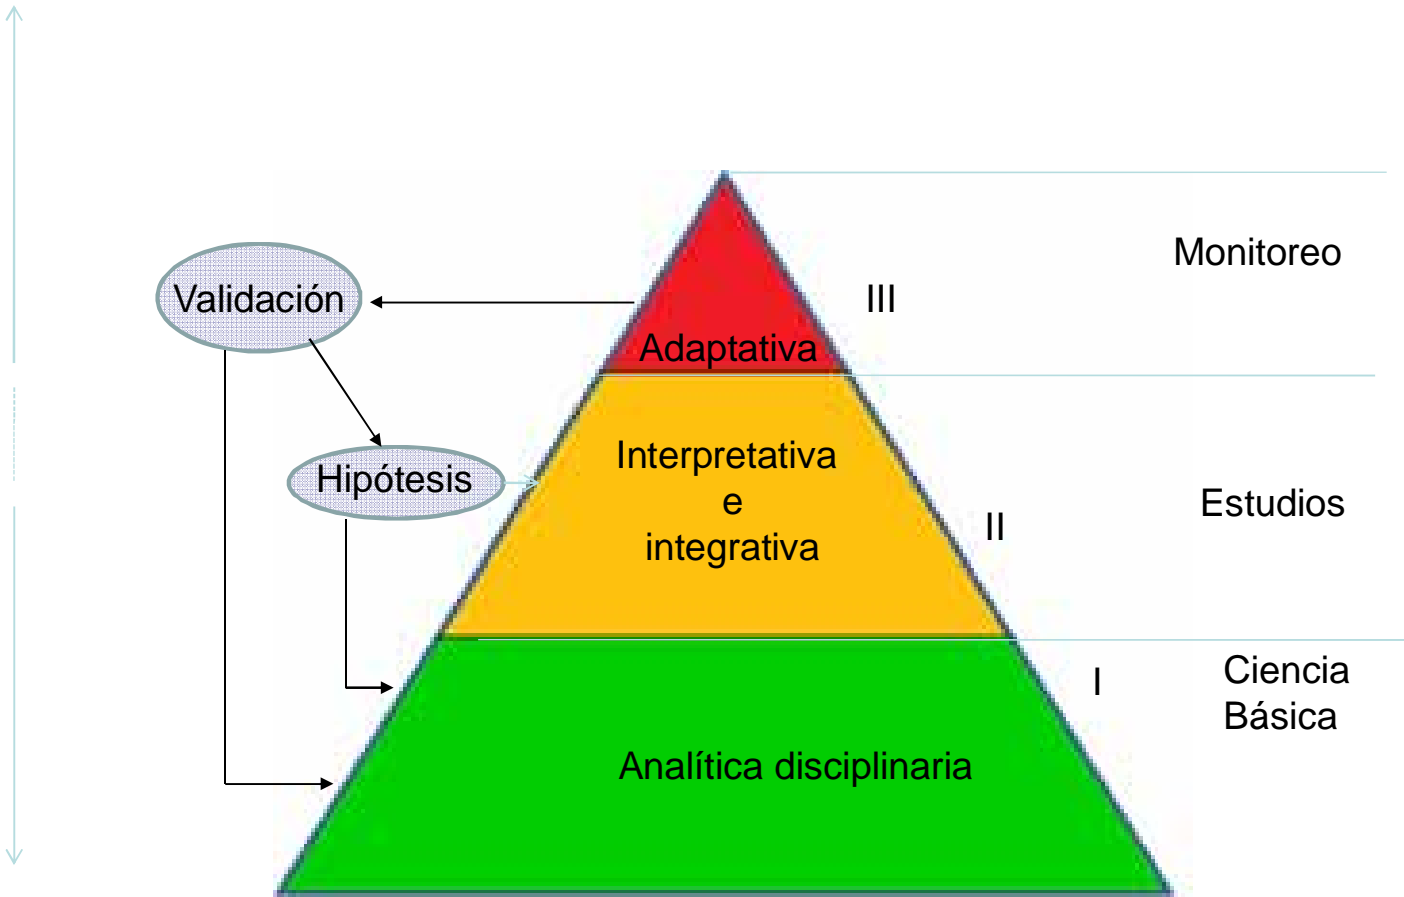 Monitoreo
Validación
III
Adaptativa
Interpretativa
e
integrativa
Hipótesis
Estudios
II
Ciencia
Básica
I
Analítica disciplinaria